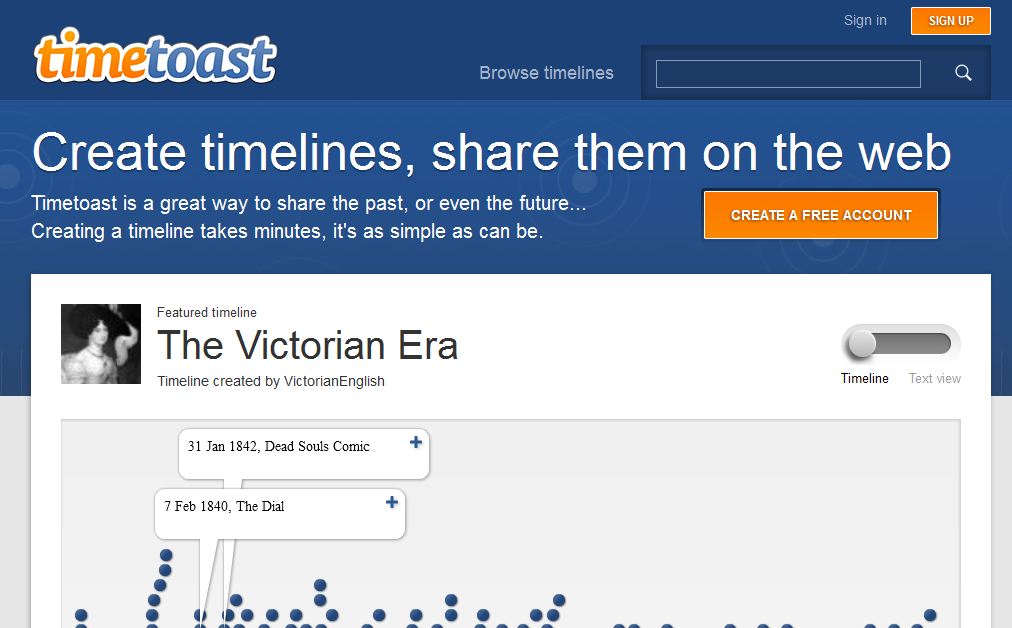 Sign in
SIGN UP
timetoast
Browse timelines
Create timelines, share them on the web
Timetoast is a great way to share the past, or even the future...
Creating a timeline takes minutes, it's as simple as can be.
CREATE A FREE ACCOUNT
Featured timeline
The Victorian Era
Timeline created by VictorianEnglish
Timeline
Text view
31 Jan 1842, Dead Souls Comic
7 Feb 1840, The Dial